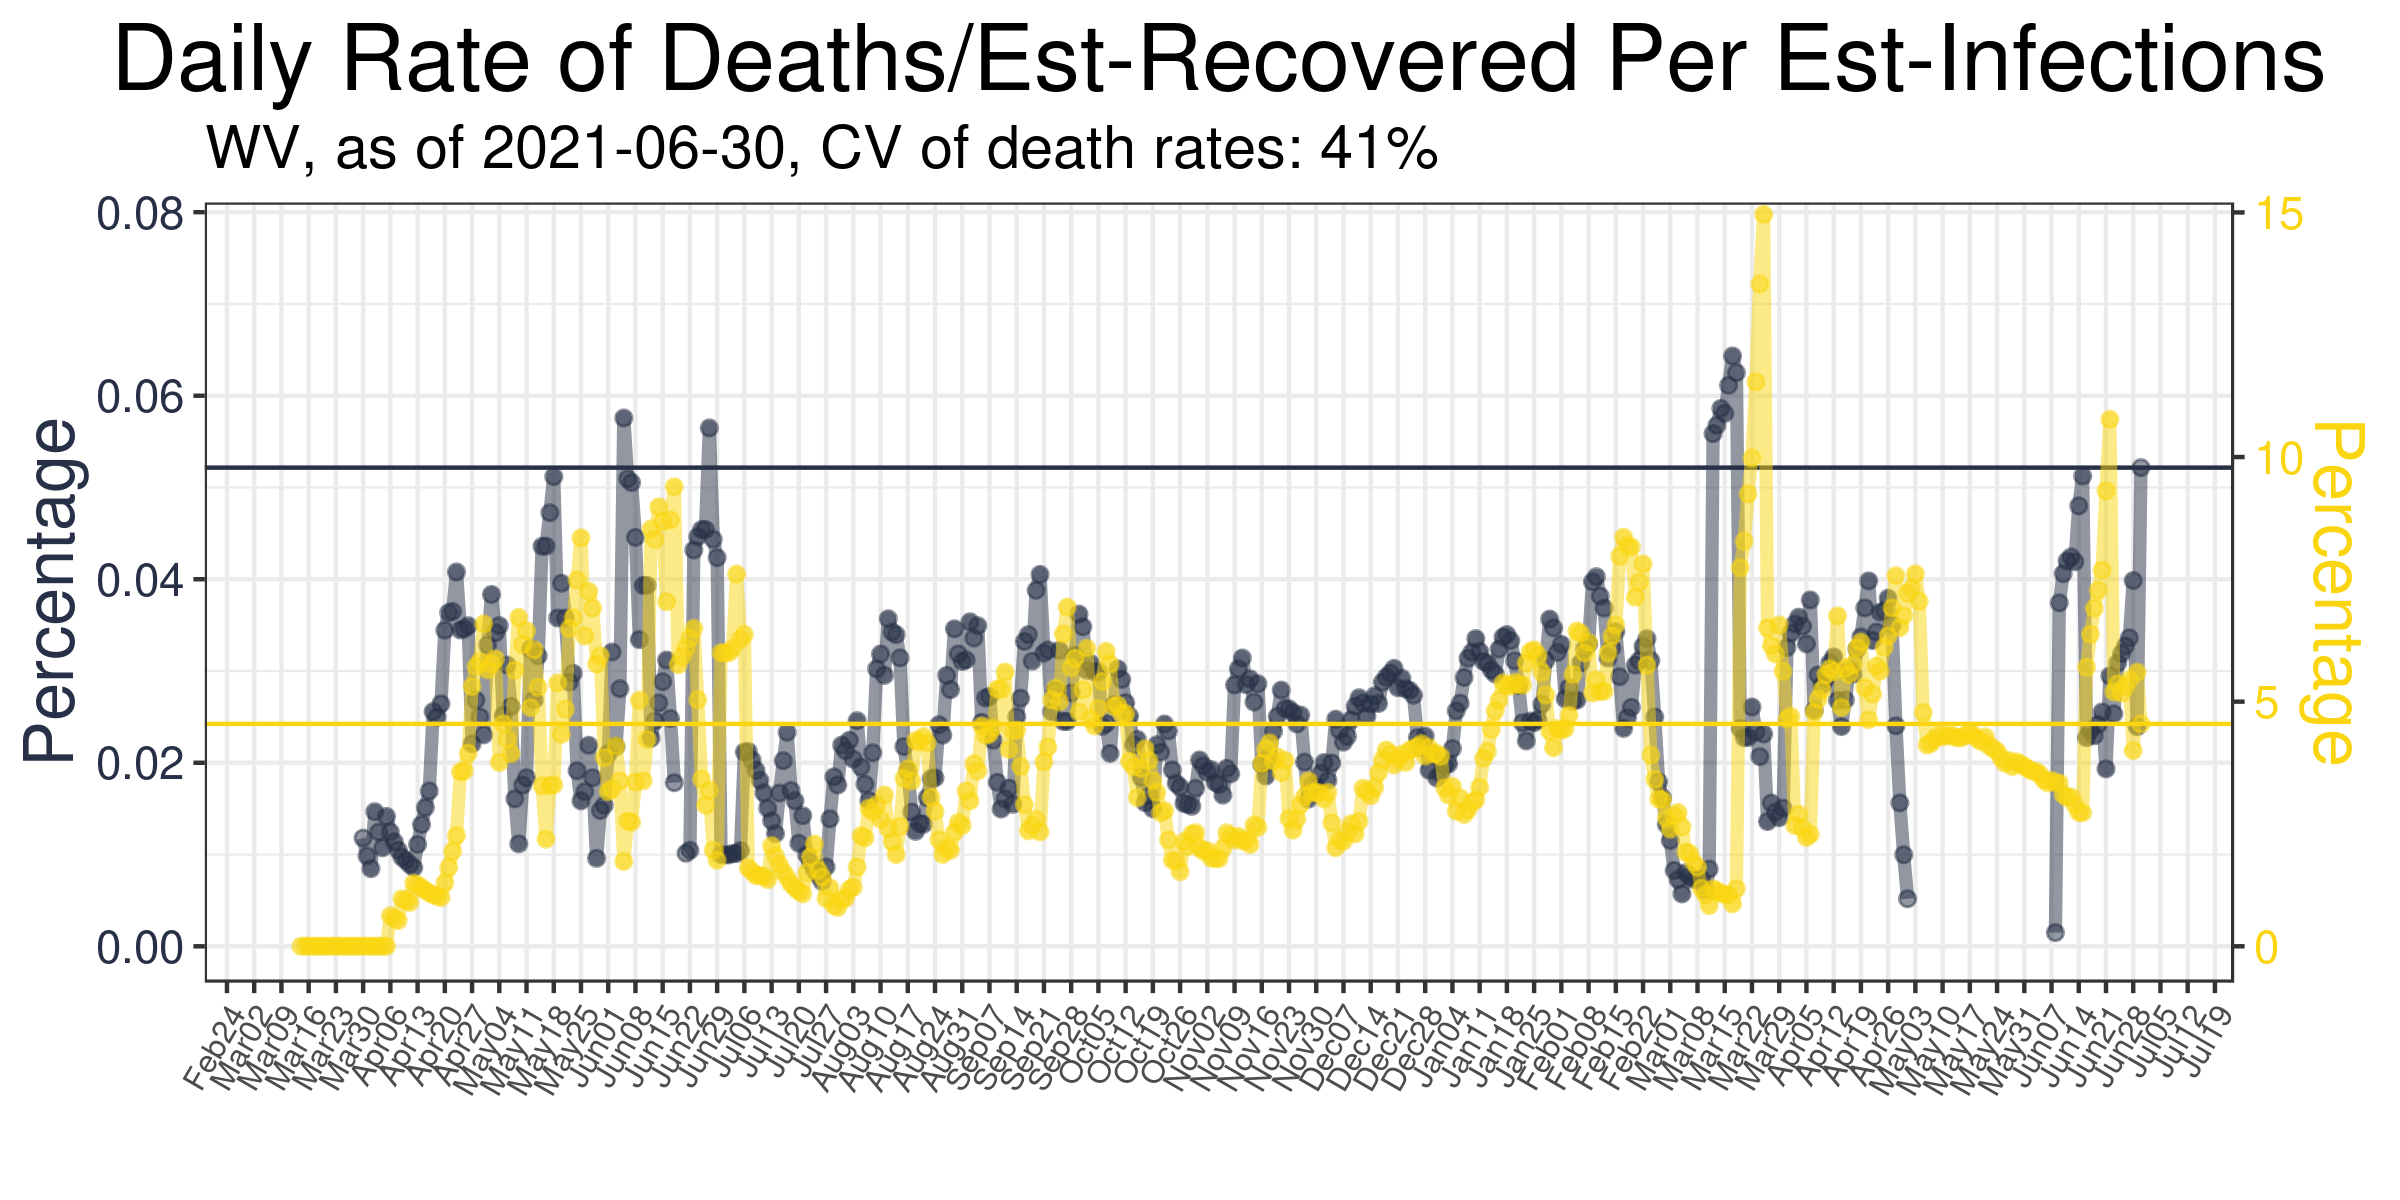 Daily Rate of Deaths/Est-Recovered Per Est-Infections
WV, as of 2021-06-30, CV of death rates: 41%
0.08
0.06
0.04
0.02
0.00
Percentage
15
10
5
0
Percentage
Feb24
Mar02
Mar09
Mar16
Mar23
Mar30
Apr06
Apr13
Apr20
Apr27
May04
May11
May18
May25
Jun01
Jun08
Jun15
Jun22
Jun29
Jul06
Jul13
Jul20
Jul27
Aug03
Aug10
Aug17
Aug24
Aug31
Sep07
Sep14
Sep21
Sep28
Oct05
Oct12
Oct19
Oct26
Nov02
Nov09
Nov16
Nov23
Nov30
Dec07
Dec14
Dec21
Dec28
Jan04
Jan11
Jan18
Jan25
Feb01
Feb08
Feb15
Feb22
Mar01
Mar08
Mar15
Mar22
Mar29
Apr05
Apr12
Apr19
Apr26
May03
May10
May17
May24
May31
Jun07
Jun14
Jun21
Jun28
Jul05
Jul12
Jul19